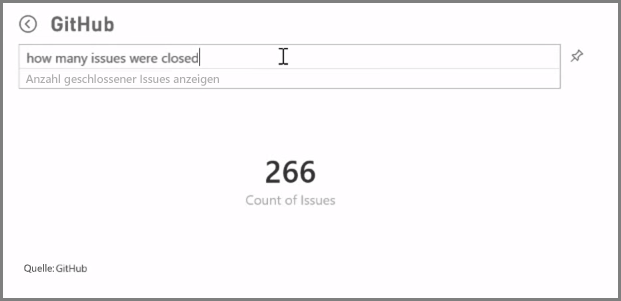 GitHub
how many issues were closed
Anzahl geschlossener Issues anzeigen
266
Count of Issues
Quelle: GitHub